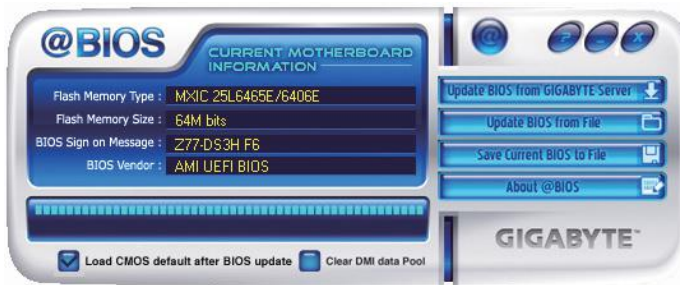 @BIOS
CURRENT MOTHERBOARD
INFORMATION
Flash Memory Type : MXIC 25L6465E/6406E
Flash Memory Size : 64M bits
BIOS Sign on Message : Z77-DS3H F6
BIOS Vendor : AMI UEFI BIOS
Load CMOS default after BIOS update
Clear DMI data Pool
@
?
_
X
Update BIOS from GIGABYTE Server
Update BIOS from File
Save Current BIOS to File
About @BIOS
GIGABYTE™